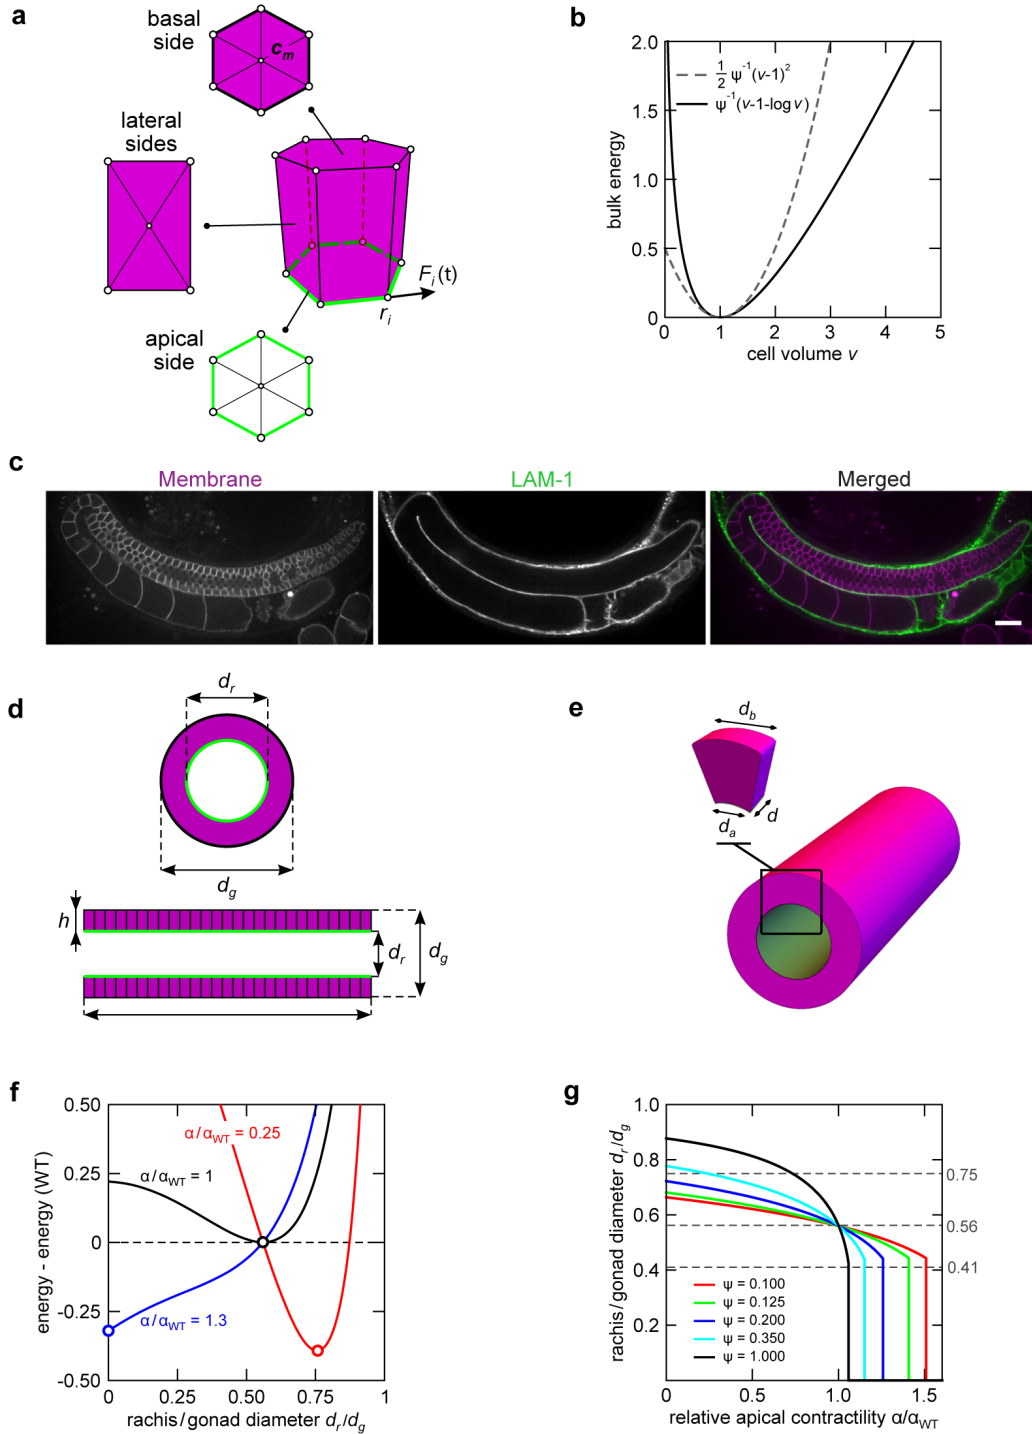 a
basal
side
c_m
lateral
sides
F_i(t)
r_i
apical
side
b
2.0
1.5
1.0
0.5
0
0 1 2 3 4 5
bulk energy
cell volume v
½ ψ⁻¹(v-1)²
ψ⁻¹(v-1-log v)
c
Membrane
LAM-1
Merged
d
d_r
d_g
h
d_r
d_g
e
d_b
d_a
d
f
0.50
0.25
0
-0.25
-0.50
0 0.25 0.50 0.75 1
energy - energy (WT)
rachis/gonad diameter d_r/d_g
α/α_WT = 0.25
α/α_WT = 1
α/α_WT = 1.3
g
1.0
0.8
0.6
0.4
0.2
0 0.5 1.0 1.5
rachis/gonad diameter d_r/d_g
relative apical contractility α/α_WT
0.75
0.56
0.41
ψ = 0.100
ψ = 0.125
ψ = 0.200
ψ = 0.350
ψ = 1.000